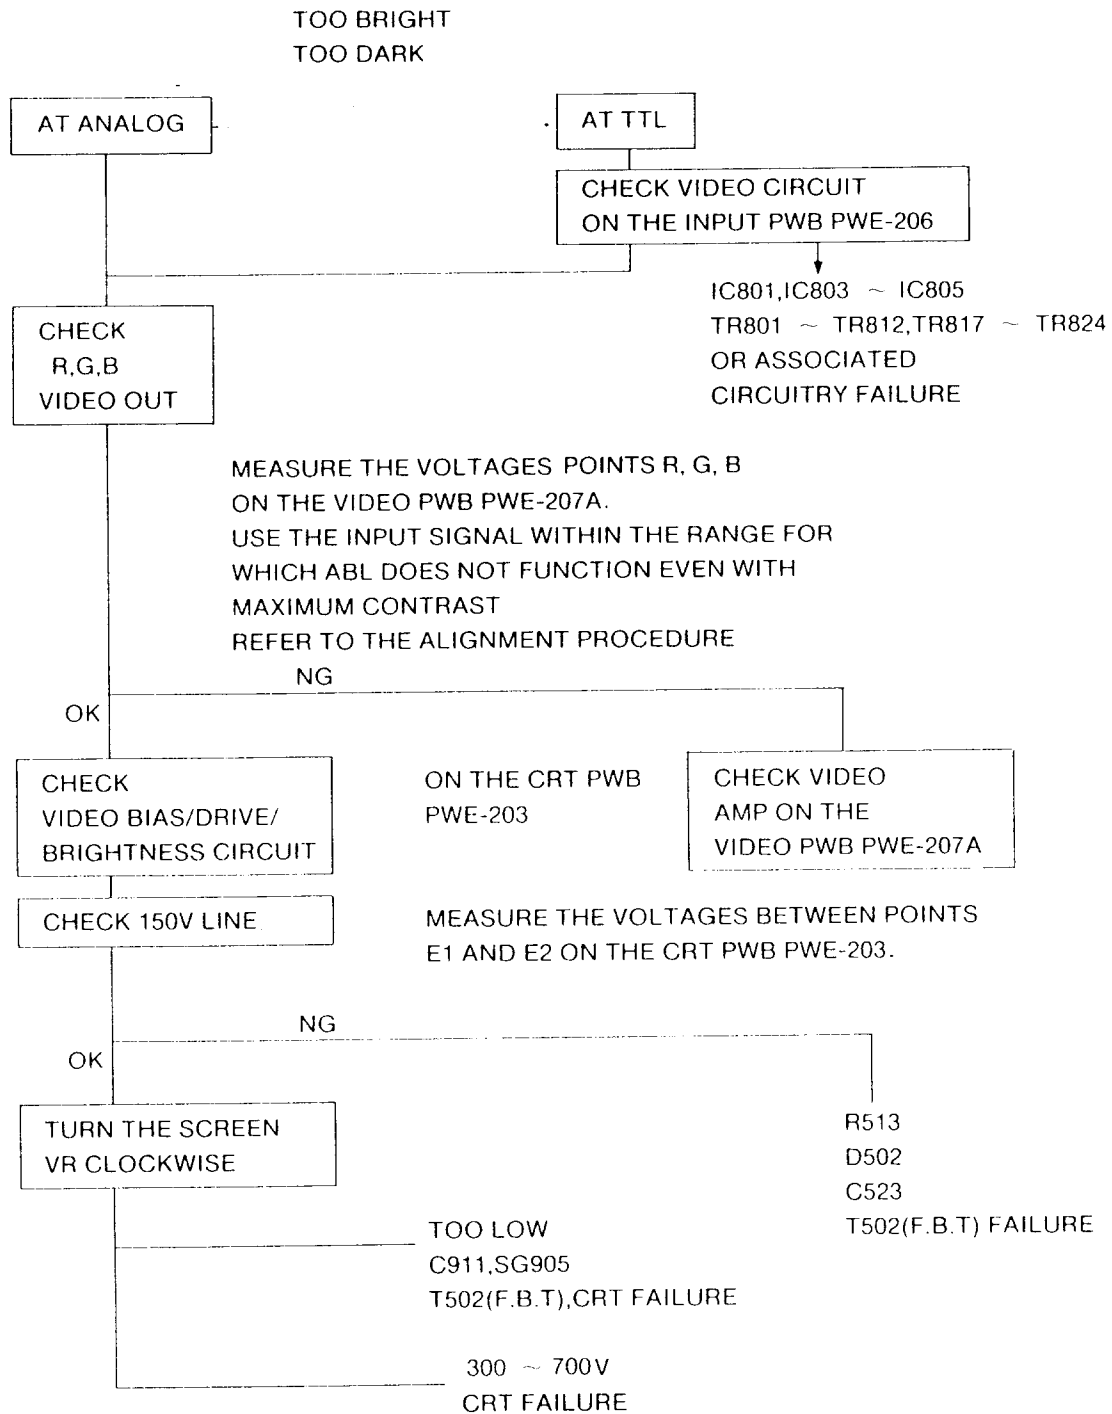 TOO BRIGHT
TOO DARK
AT ANALOG
AT TTL
CHECK VIDEO CIRCUIT
ON THE INPUT PWB PWE-206
IC801,IC803 ~ IC805
TR801 ~ TR812,TR817 ~ TR824
OR ASSOCIATED
CIRCUITRY FAILURE
CHECK
R,G,B
VIDEO OUT
MEASURE THE VOLTAGES POINTS R, G, B
ON THE VIDEO PWB PWE-207A.
USE THE INPUT SIGNAL WITHIN THE RANGE FOR
WHICH ABL DOES NOT FUNCTION EVEN WITH
MAXIMUM CONTRAST
REFER TO THE ALIGNMENT PROCEDURE
NG
OK
CHECK
VIDEO BIAS/DRIVE/
BRIGHTNESS CIRCUIT
ON THE CRT PWB
PWE-203
CHECK VIDEO
AMP ON THE
VIDEO PWB PWE-207A
CHECK 150V LINE
MEASURE THE VOLTAGES BETWEEN POINTS
E1 AND E2 ON THE CRT PWB PWE-203.
NG
OK
TURN THE SCREEN
VR CLOCKWISE
R513
D502
C523
T502(F.B.T) FAILURE
TOO LOW
C911,SG905
T502(F.B.T),CRT FAILURE
300 ~ 700V
CRT FAILURE